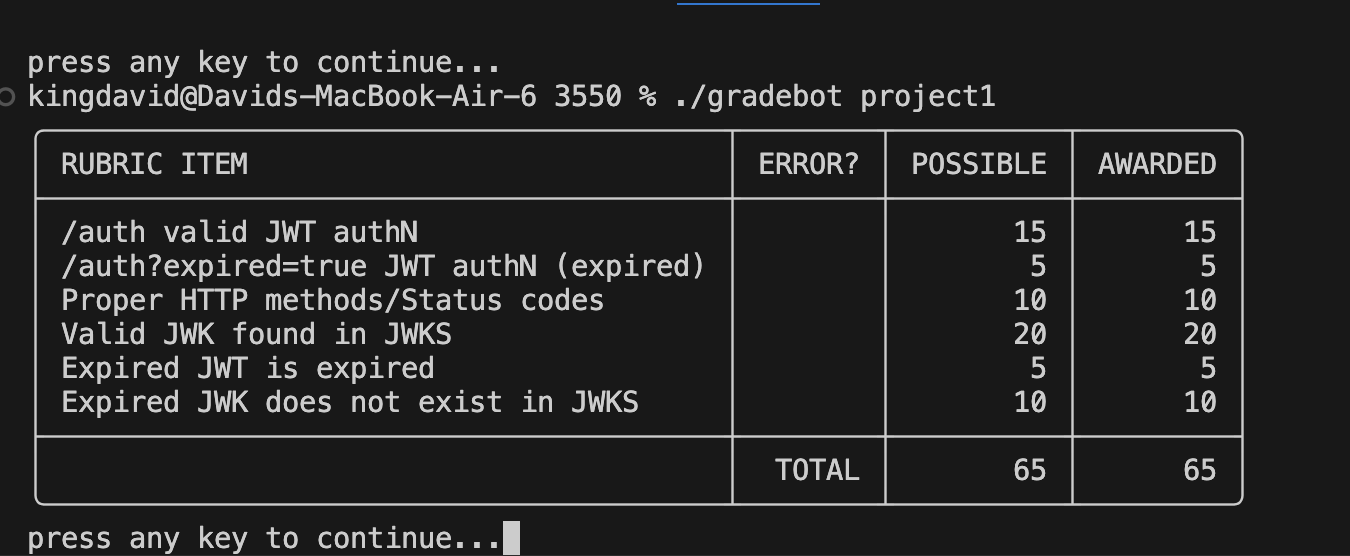 press any key to continue...
kingdavid@Davids-MacBook-Air-6 3550 % ./gradebot project1
RUBRIC ITEM ERROR? POSSIBLE AWARDED
/auth valid JWT authN 15 15
/auth?expired=true JWT authN (expired) 5 5
Proper HTTP methods/Status codes 10 10
Valid JWK found in JWKS 20 20
Expired JWT is expired 5 5
Expired JWK does not exist in JWKS 10 10
TOTAL 65 65
press any key to continue...